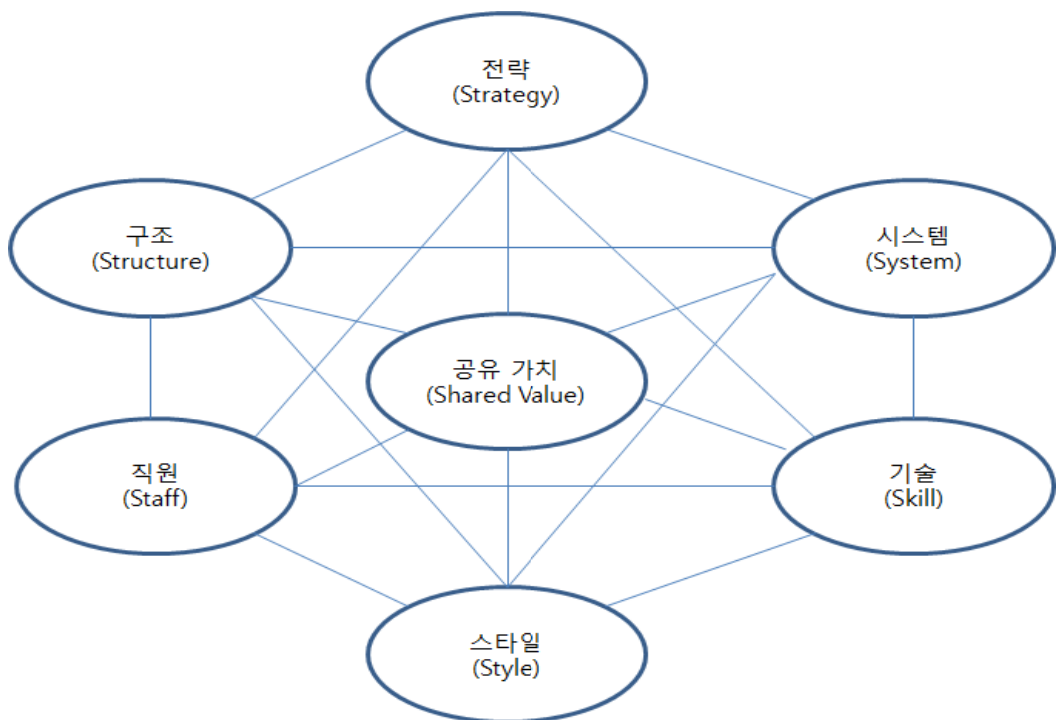 전략
(Strategy)
구조
(Structure)
시스템
(System)
공유 가치
(Shared Value)
직원
(Staff)
기술
(Skill)
스타일
(Style)